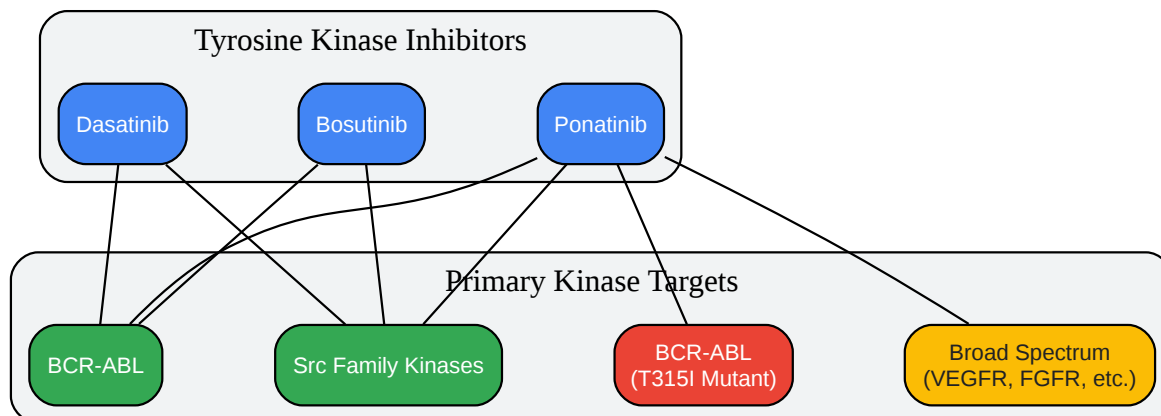 Tyrosine Kinase Inhibitors
Dasatinib
Bosutinib
Ponatinib
Primary Kinase Targets
BCR-ABL
Src Family Kinases
BCR-ABL
(T315I Mutant)
Broad Spectrum
(VEGFR, FGFR, etc.)